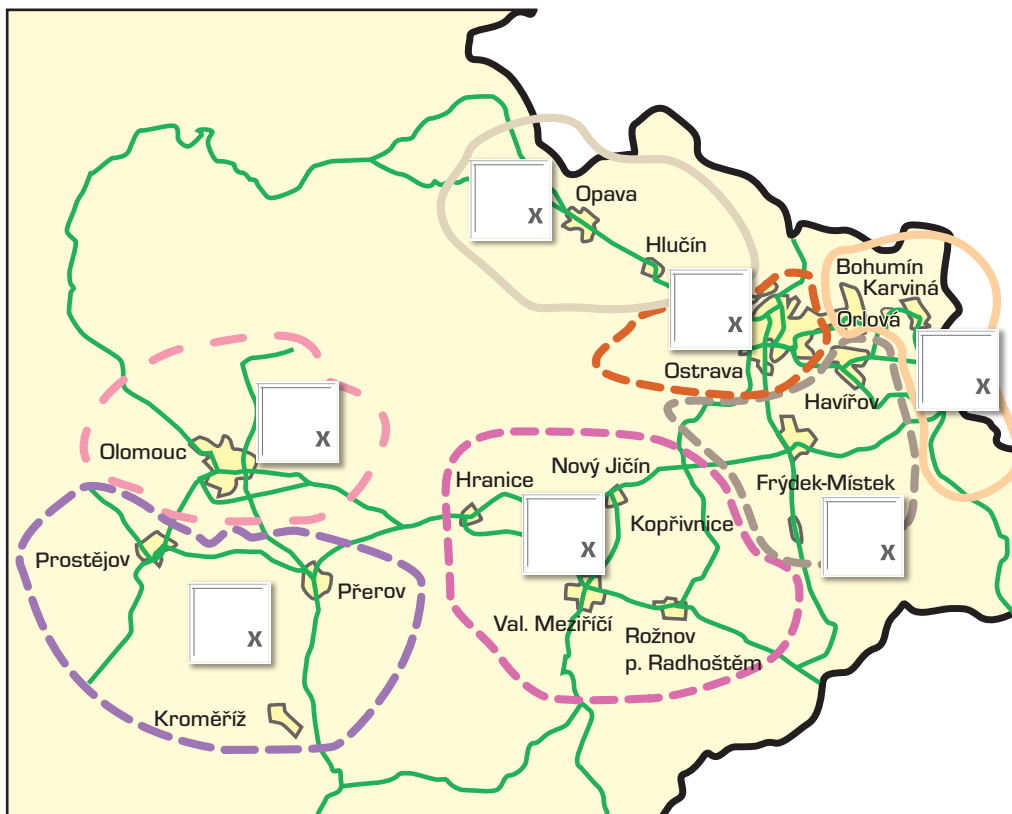 Opava
x
Hlučín
Bohumín
Karviná
x
Orlová
Ostrava
x
Havířov
Olomouc
x
Nový Jičín
Hranice
Frýdek-Místek
Kopřivnice
x
x
Prostějov
Přerov
Val. Meziříčí
Rožnov
p. Radhoštěm
x
Kroměříž